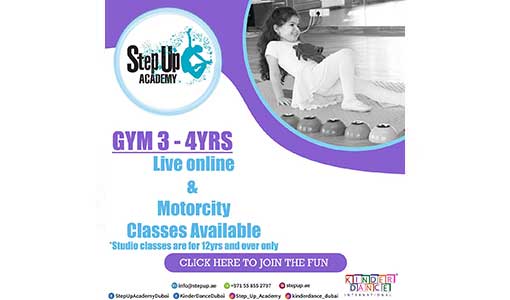 Step Up
ACADEMY
GYM 3 - 4YRS
Live online
&
Motorcity
Classes Available
*Studio classes are for 12yrs and over only
CLICK HERE TO JOIN THE FUN
info@stepup.ae +971 55 855 2737 stepup.ae
StepUpAcademyDubai KinderDanceDubai Step_Up_Academy kinderdance_dubai
KINDER
DANCE
INTERNATIONAL